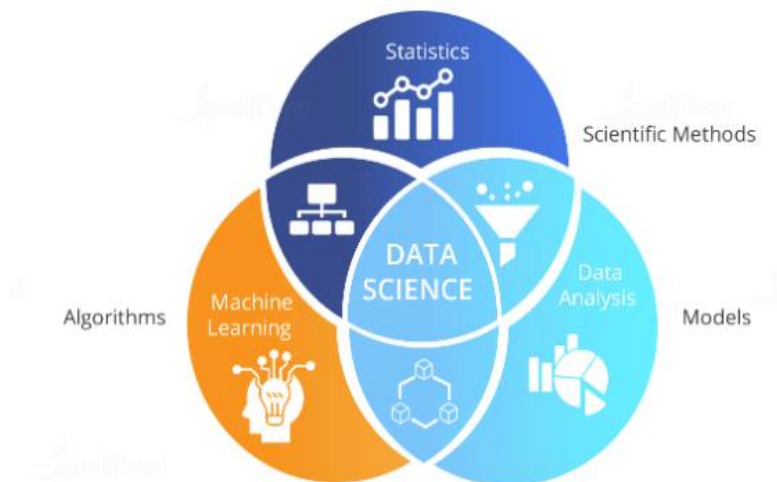 Statistics
Scientific Methods
DATA
SCIENCE
Data
Analysis
Machine
Learning
Algorithms
Models